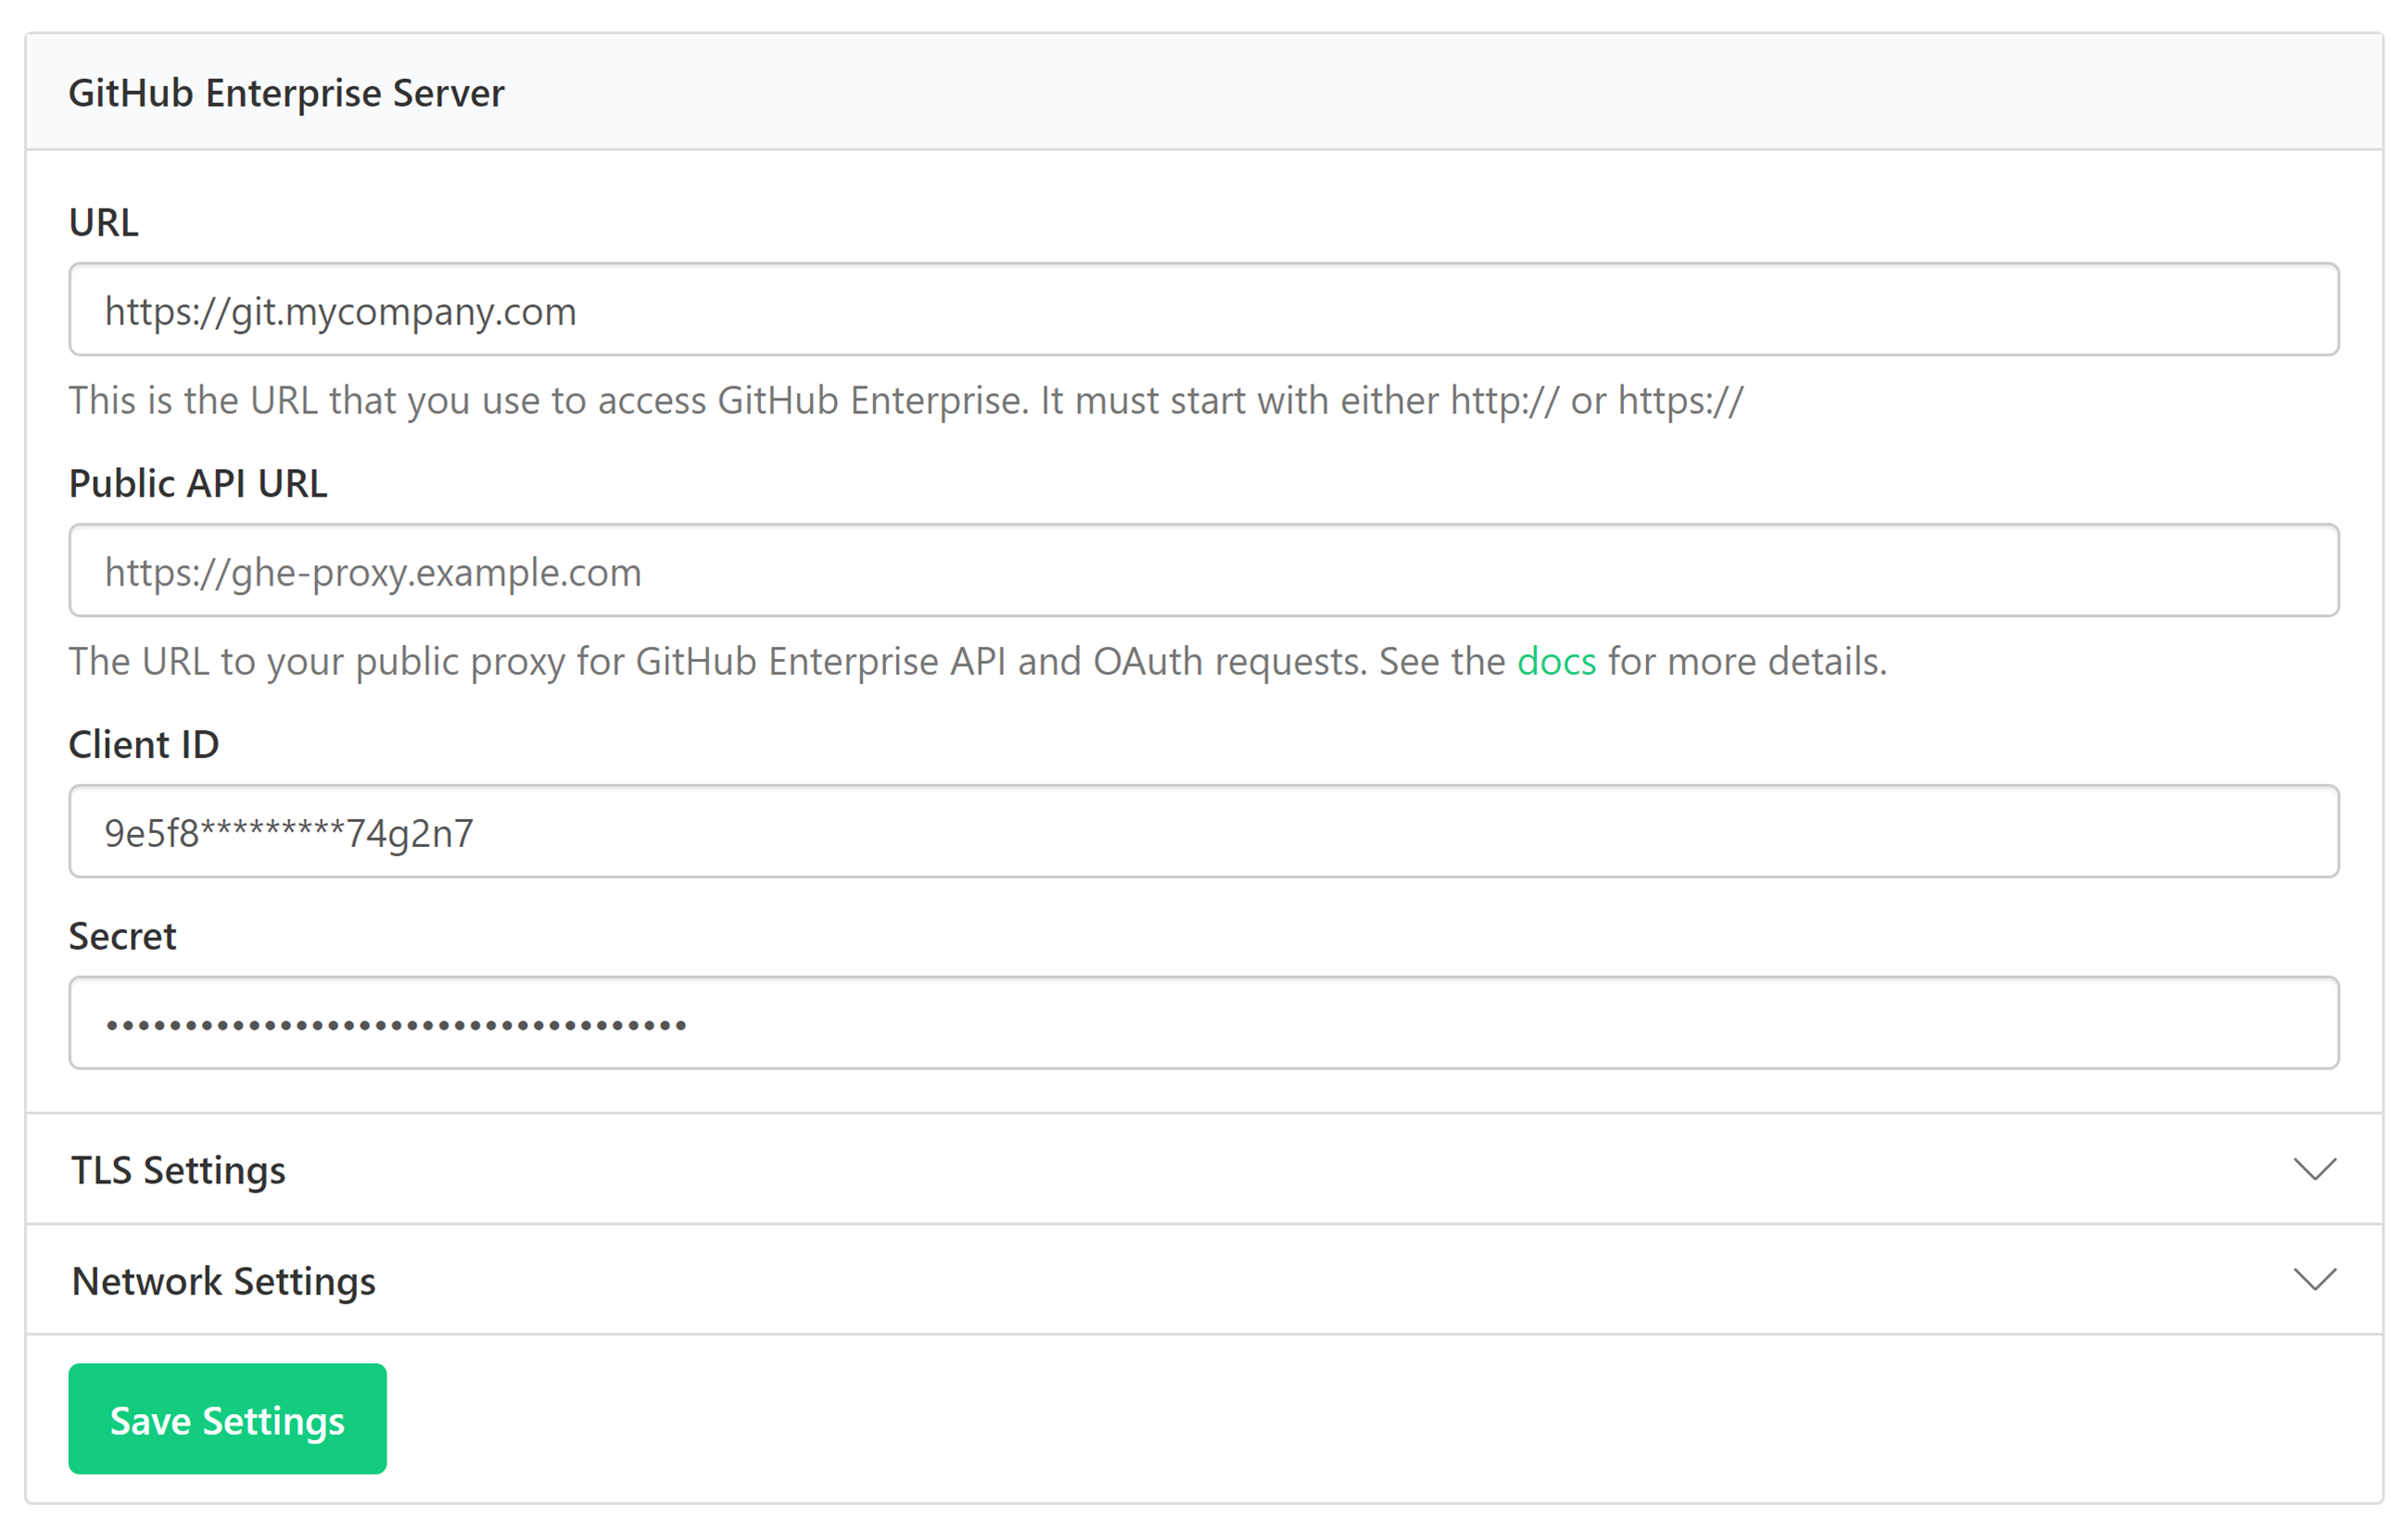 GitHub Enterprise Server
URL
https://git.mycompany.com
This is the URL that you use to access GitHub Enterprise. It must start with either http:// or https://
Public API URL
https://ghe-proxy.example.com
The URL to your public proxy for GitHub Enterprise API and OAuth requests. See the docs for more details.
Client ID
9e5f8*********74g2n7
Secret
•••••••••••••••••••••••••••••••••••••
TLS Settings
Network Settings
Save Settings